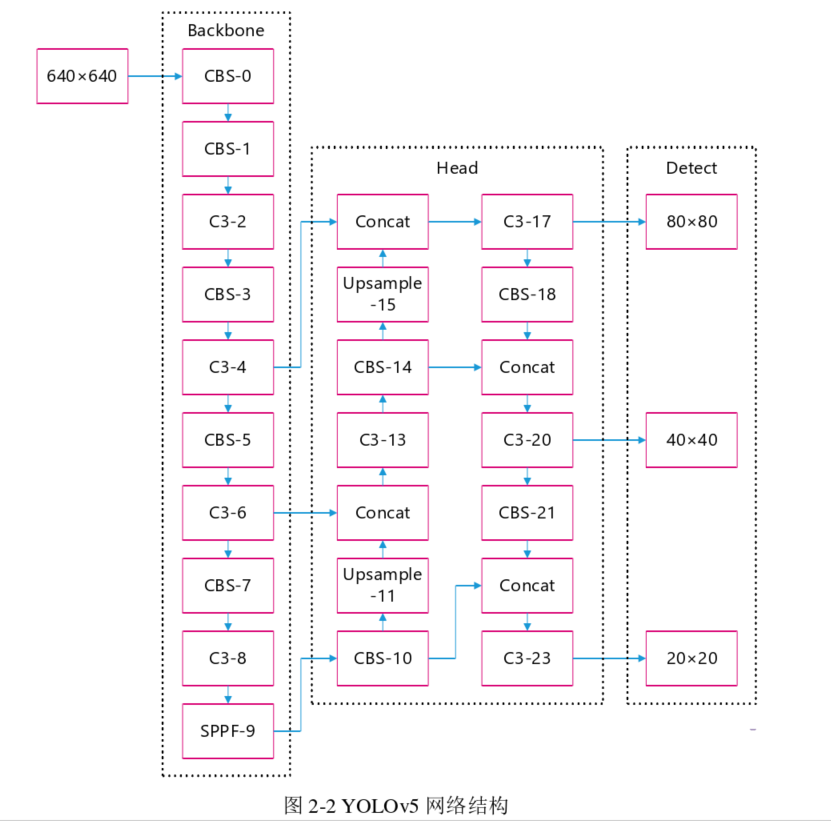 Backbone
640×640
CBS-0
CBS-1
C3-2
CBS-3
C3-4
CBS-5
C3-6
CBS-7
C3-8
SPPF-9
Head
Concat
Upsample
-15
CBS-14
C3-13
Concat
Upsample
-11
CBS-10
C3-17
CBS-18
Concat
C3-20
CBS-21
Concat
C3-23
Detect
80×80
40×40
20×20
图 2-2 YOLOv5 网络结构